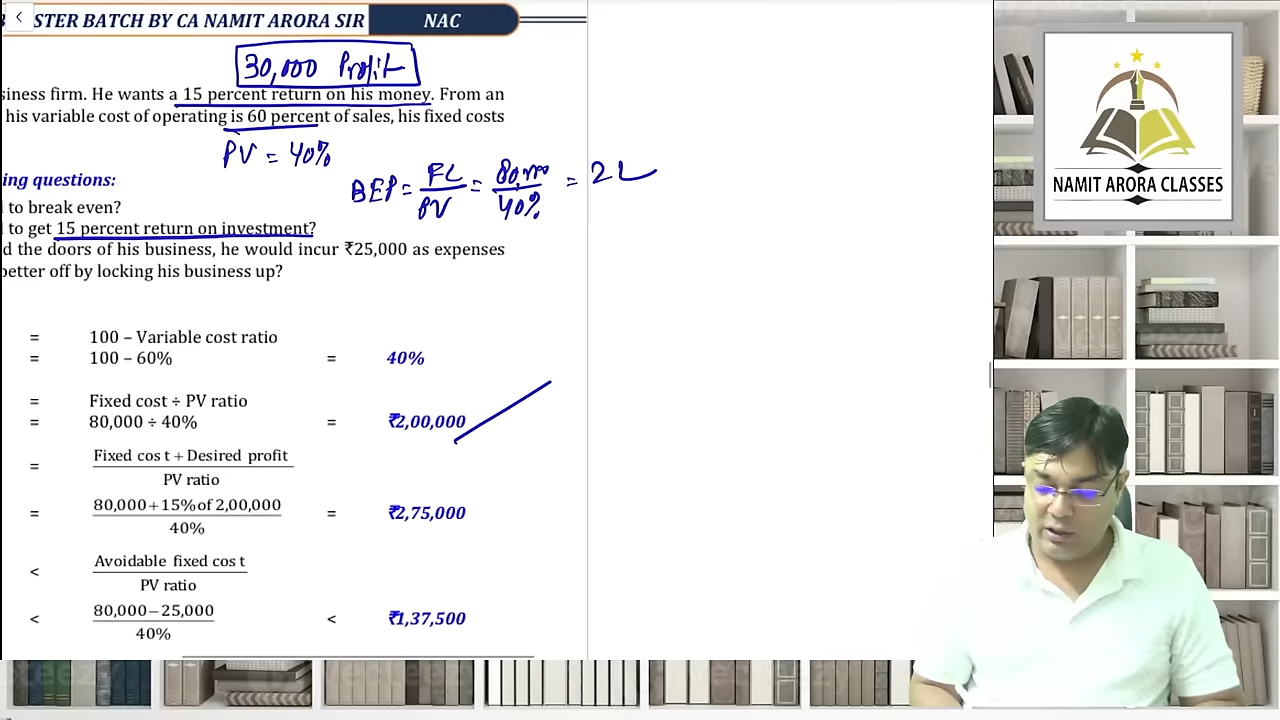 STER BATCH BY CA NAMIT ARORA SIR NAC
30,000 Profit
siness firm. He wants a 15 percent return on his money. From an
his variable cost of operating is 60 percent of sales, his fixed costs
PV = 40%
BEP = FC / PV = 80,000 / 40% = 2 L
ing questions:
to break even?
to get 15 percent return on investment?
d the doors of his business, he would incur ₹25,000 as expenses
better off by locking his business up?
= 100 – Variable cost ratio
= 100 – 60% = 40%
= Fixed cost ÷ PV ratio
= 80,000 ÷ 40% = ₹2,00,000
= Fixed cost + Desired profit
PV ratio
= 80,000 + 15% of 2,00,000 = ₹2,75,000
40%
< Avoidable fixed cost
PV ratio
< 80,000 – 25,000 < ₹1,37,500
40%
NAMIT ARORA CLASSES